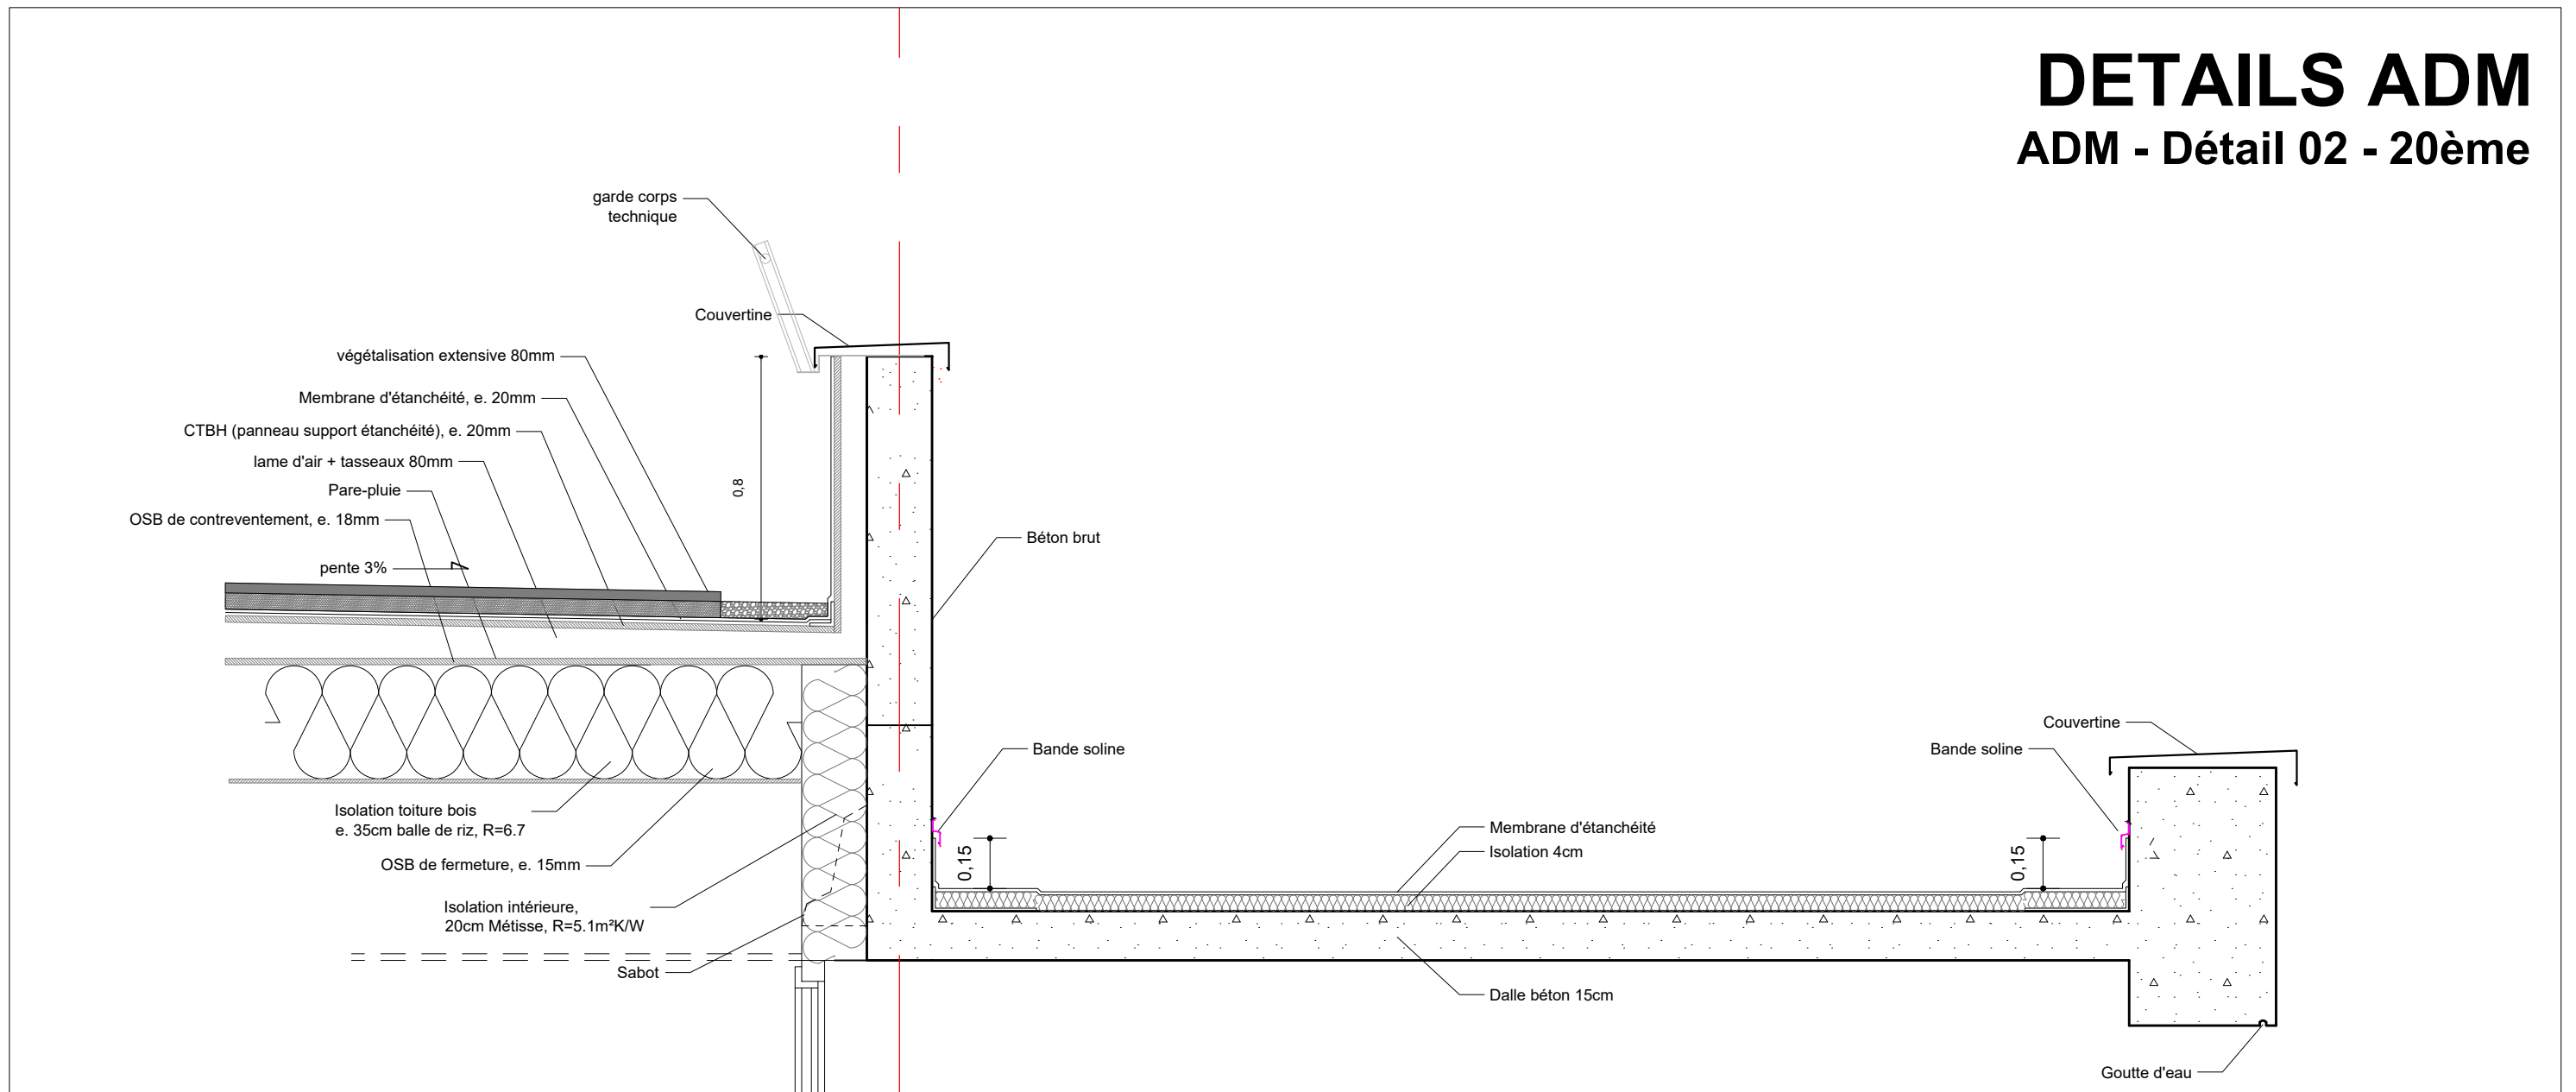 DETAILS ADM
ADM - Détail 02 - 20ème
garde corps
technique
Couvertine
végétalisation extensive 80mm
Membrane d'étanchéité, e. 20mm
CTBH (panneau support étanchéité), e. 20mm
lame d'air + tasseaux 80mm
Pare-pluie
OSB de contreventement, e. 18mm
pente 3%
0,8
Béton brut
Bande soline
Couvertine
Bande soline
Isolation toiture bois
e. 35cm balle de riz, R=6.7
OSB de fermeture, e. 15mm
Isolation intérieure,
20cm Métisse, R=5.1m²K/W
Sabot
0,15
Membrane d'étanchéité
Isolation 4cm
0,15
Dalle béton 15cm
Goutte d'eau